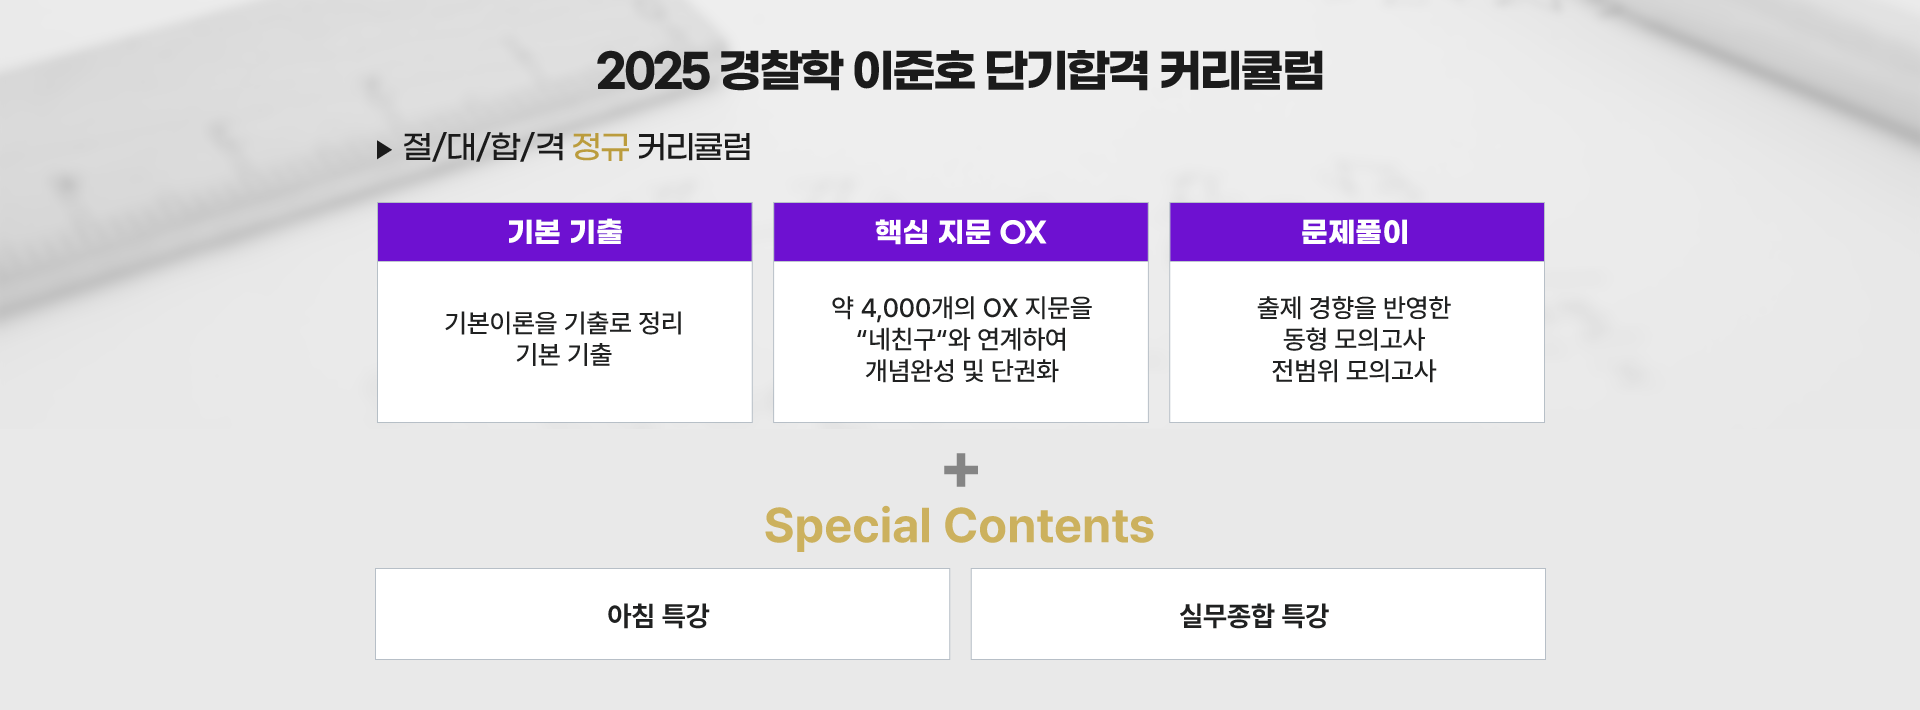 2025 경찰학 이준호 단기합격 커리큘럼
▶ 절/대/합/격 정규 커리큘럼
기본 기출
기본이론을 기출로 정리
기본 기출
핵심 지문 OX
약 4,000개의 OX 지문을
“네친구“와 연계하여
개념완성 및 단권화
문제풀이
출제 경향을 반영한
동형 모의고사
전범위 모의고사
+
Special Contents
아침 특강
실무종합 특강